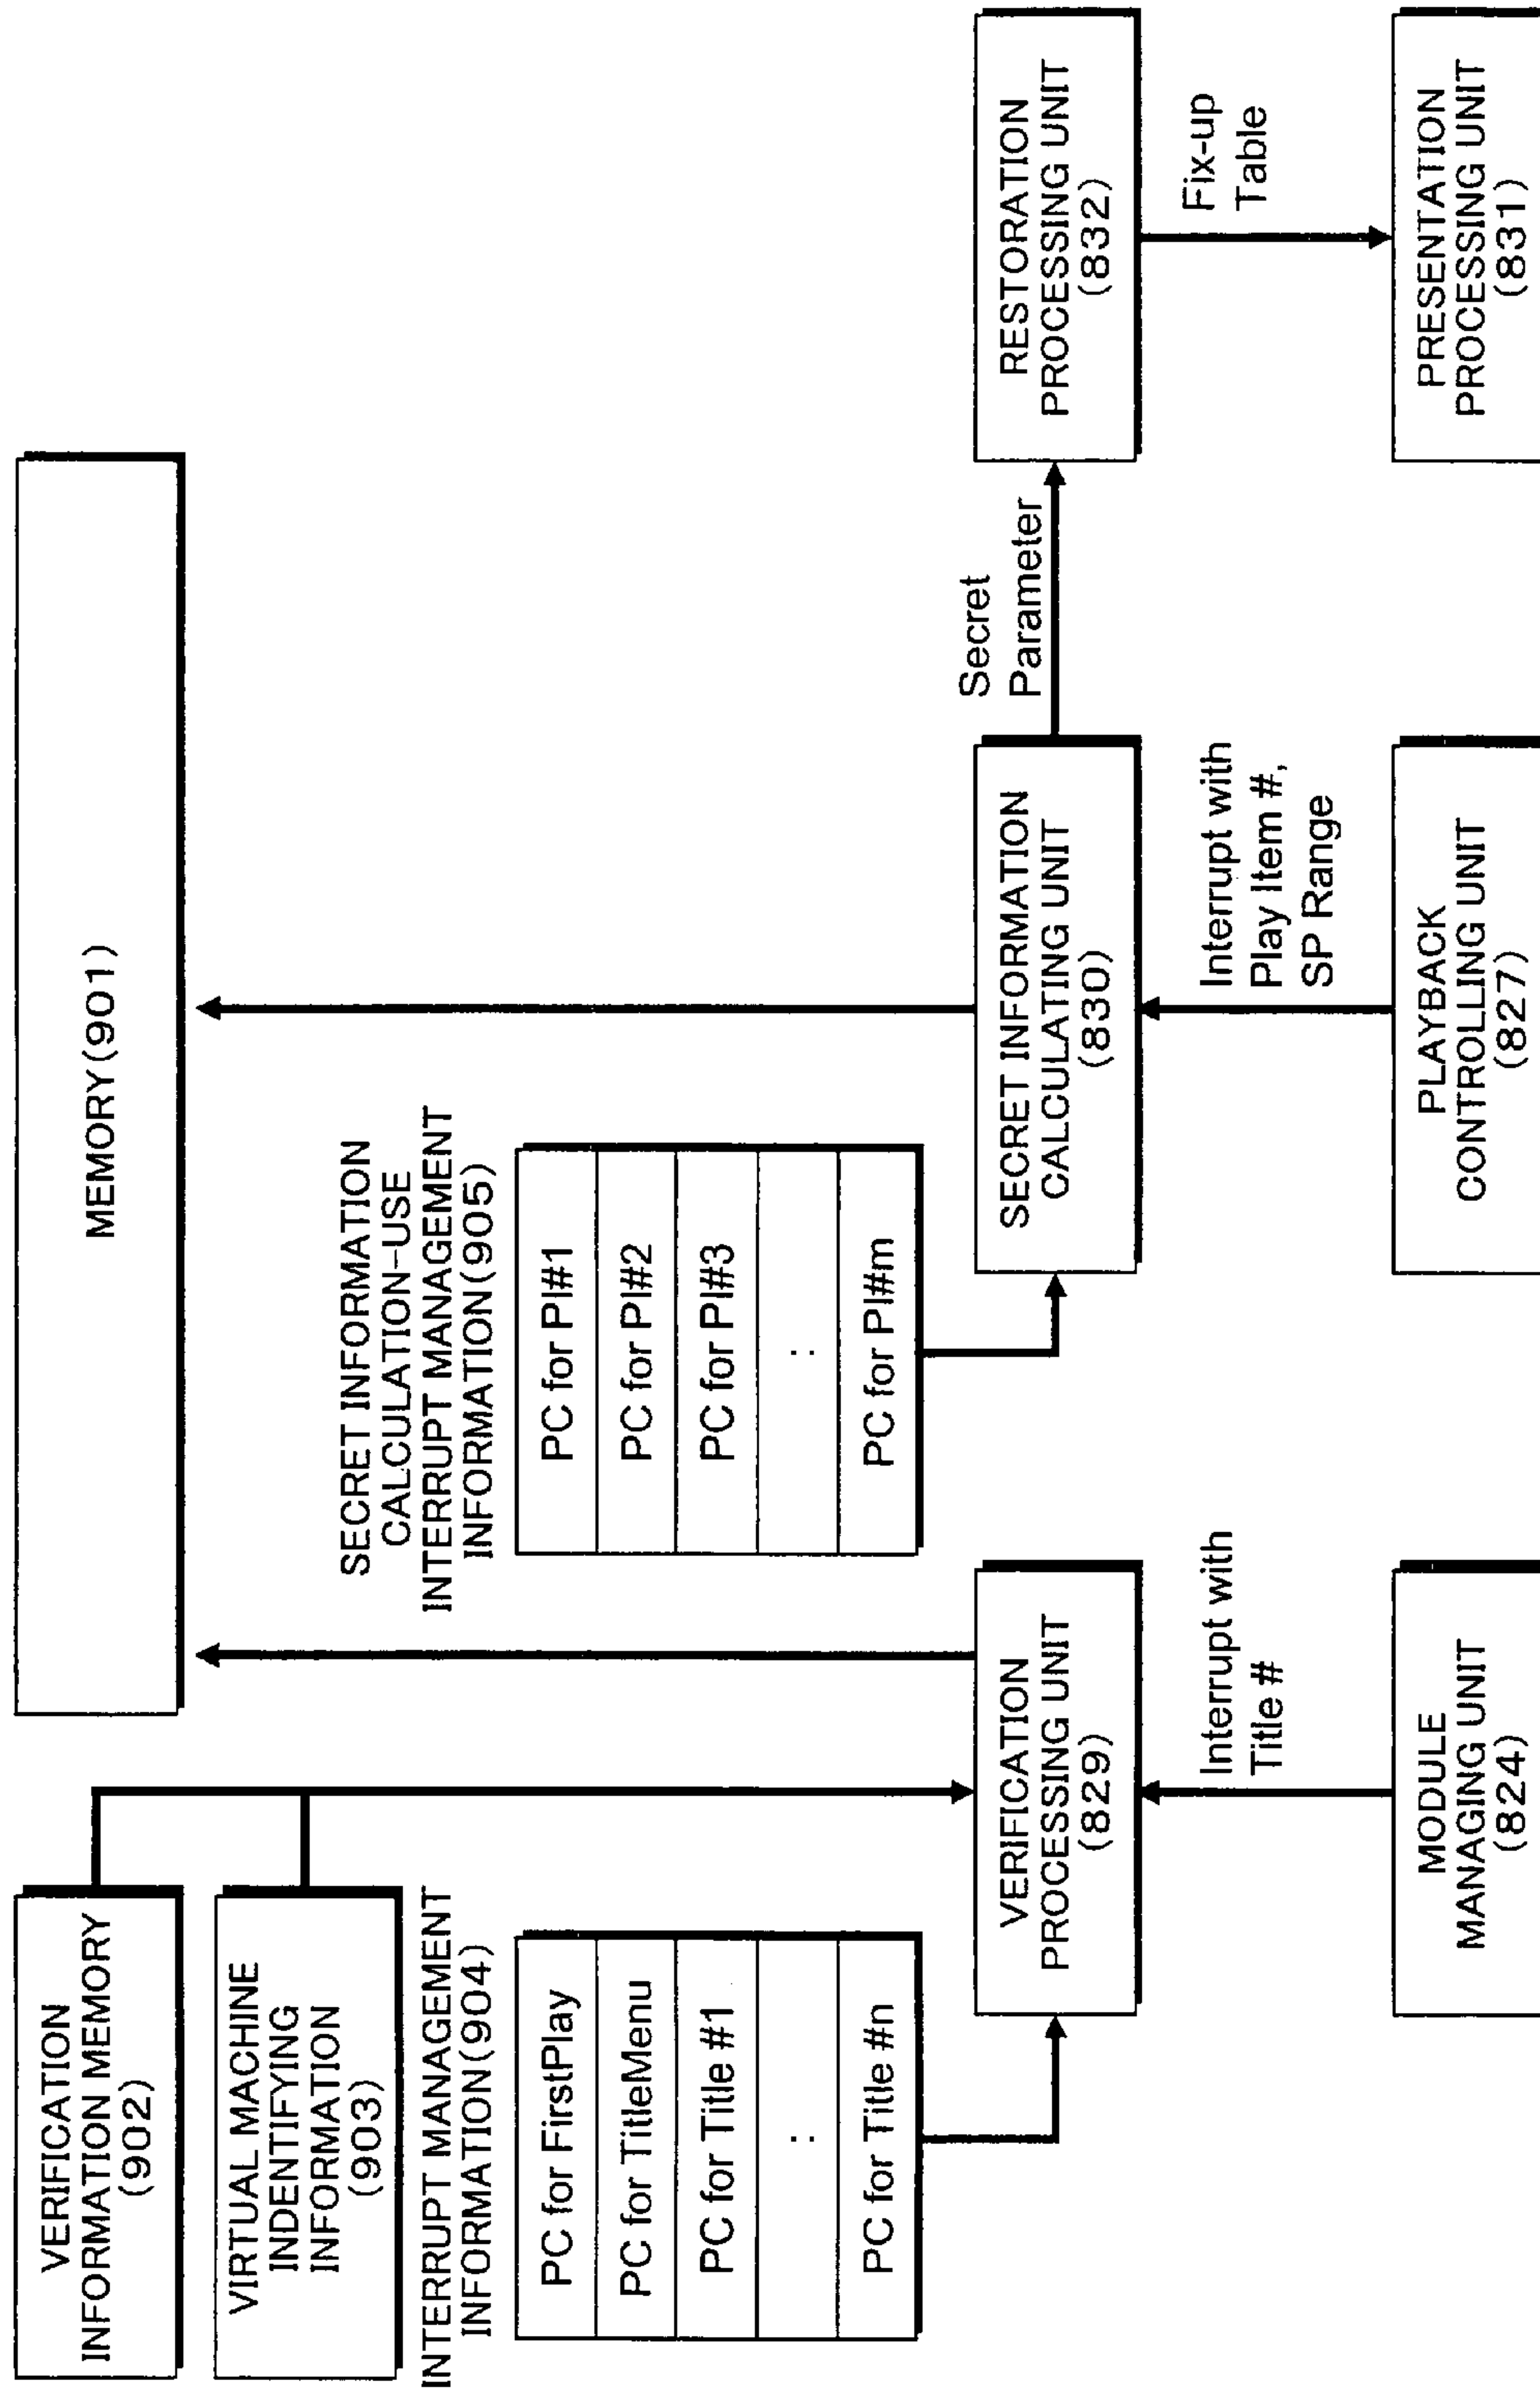 VERIFICATION
INFORMATION MEMORY
(902)
MEMORY(901)
VIRTUAL MACHINE
INDENTIFYING
INFORMATION
(903)
INTERRUPT MANAGEMENT
INFORMATION(904)
PC for FirstPlay
PC for TitleMenu
PC for Title #1
:
PC for Title #n
SECRET INFORMATION
CALCULATION-USE
INTERRUPT MANAGEMENT
INFORMATION(905)
PC for PI#1
PC for PI#2
PC for PI#3
:
PC for PI#m
VERIFICATION
PROCESSING UNIT
(829)
SECRET INFORMATION
CALCULATING UNIT
(830)
Secret
Parameter
RESTORATION
PROCESSING UNIT
(832)
Interrupt with
Title #
Interrupt with
Play Item #,
SP Range
Fix-up
Table
MODULE
MANAGING UNIT
(824)
PLAYBACK
CONTROLLING UNIT
(827)
PRESENTATION
PROCESSING UNIT
(831)